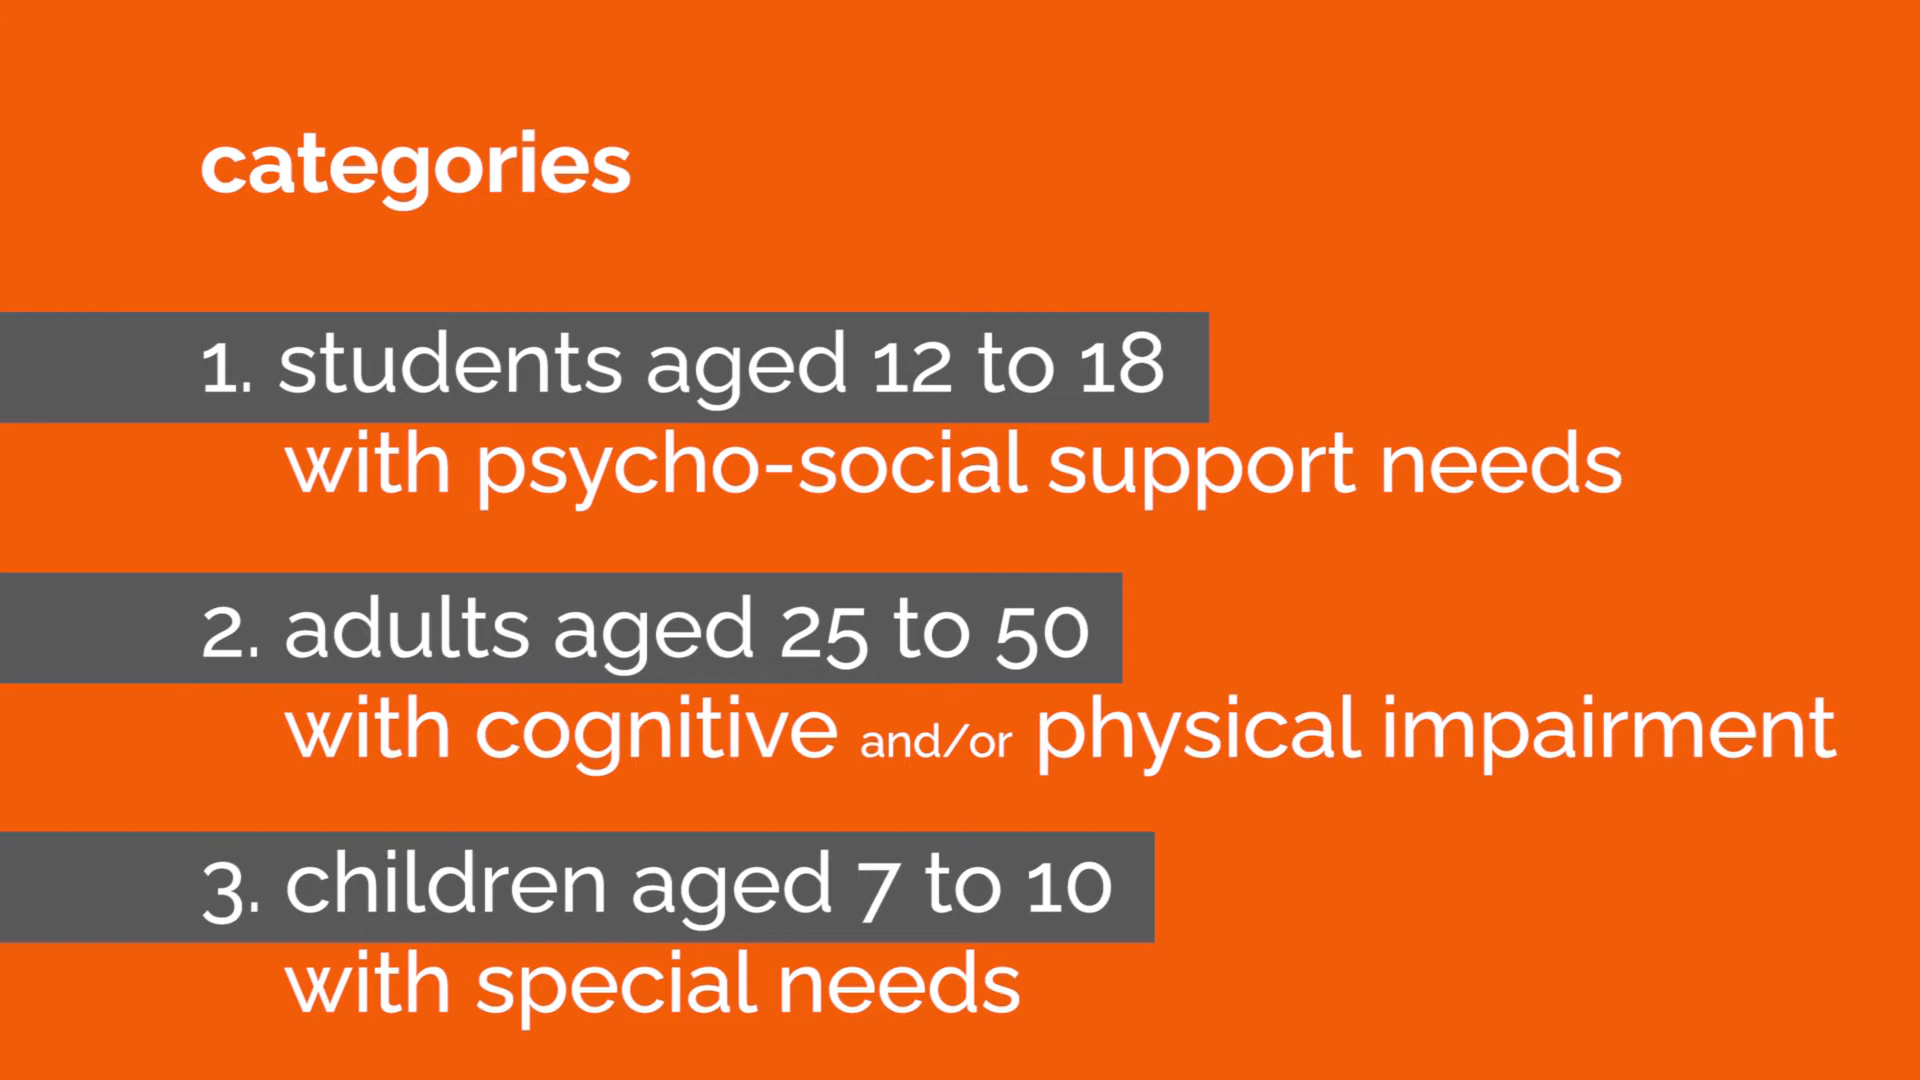 categories
1. students aged 12 to 18
with psycho-social support needs
2. adults aged 25 to 50
with cognitive and/or physical impairment
3. children aged 7 to 10
with special needs